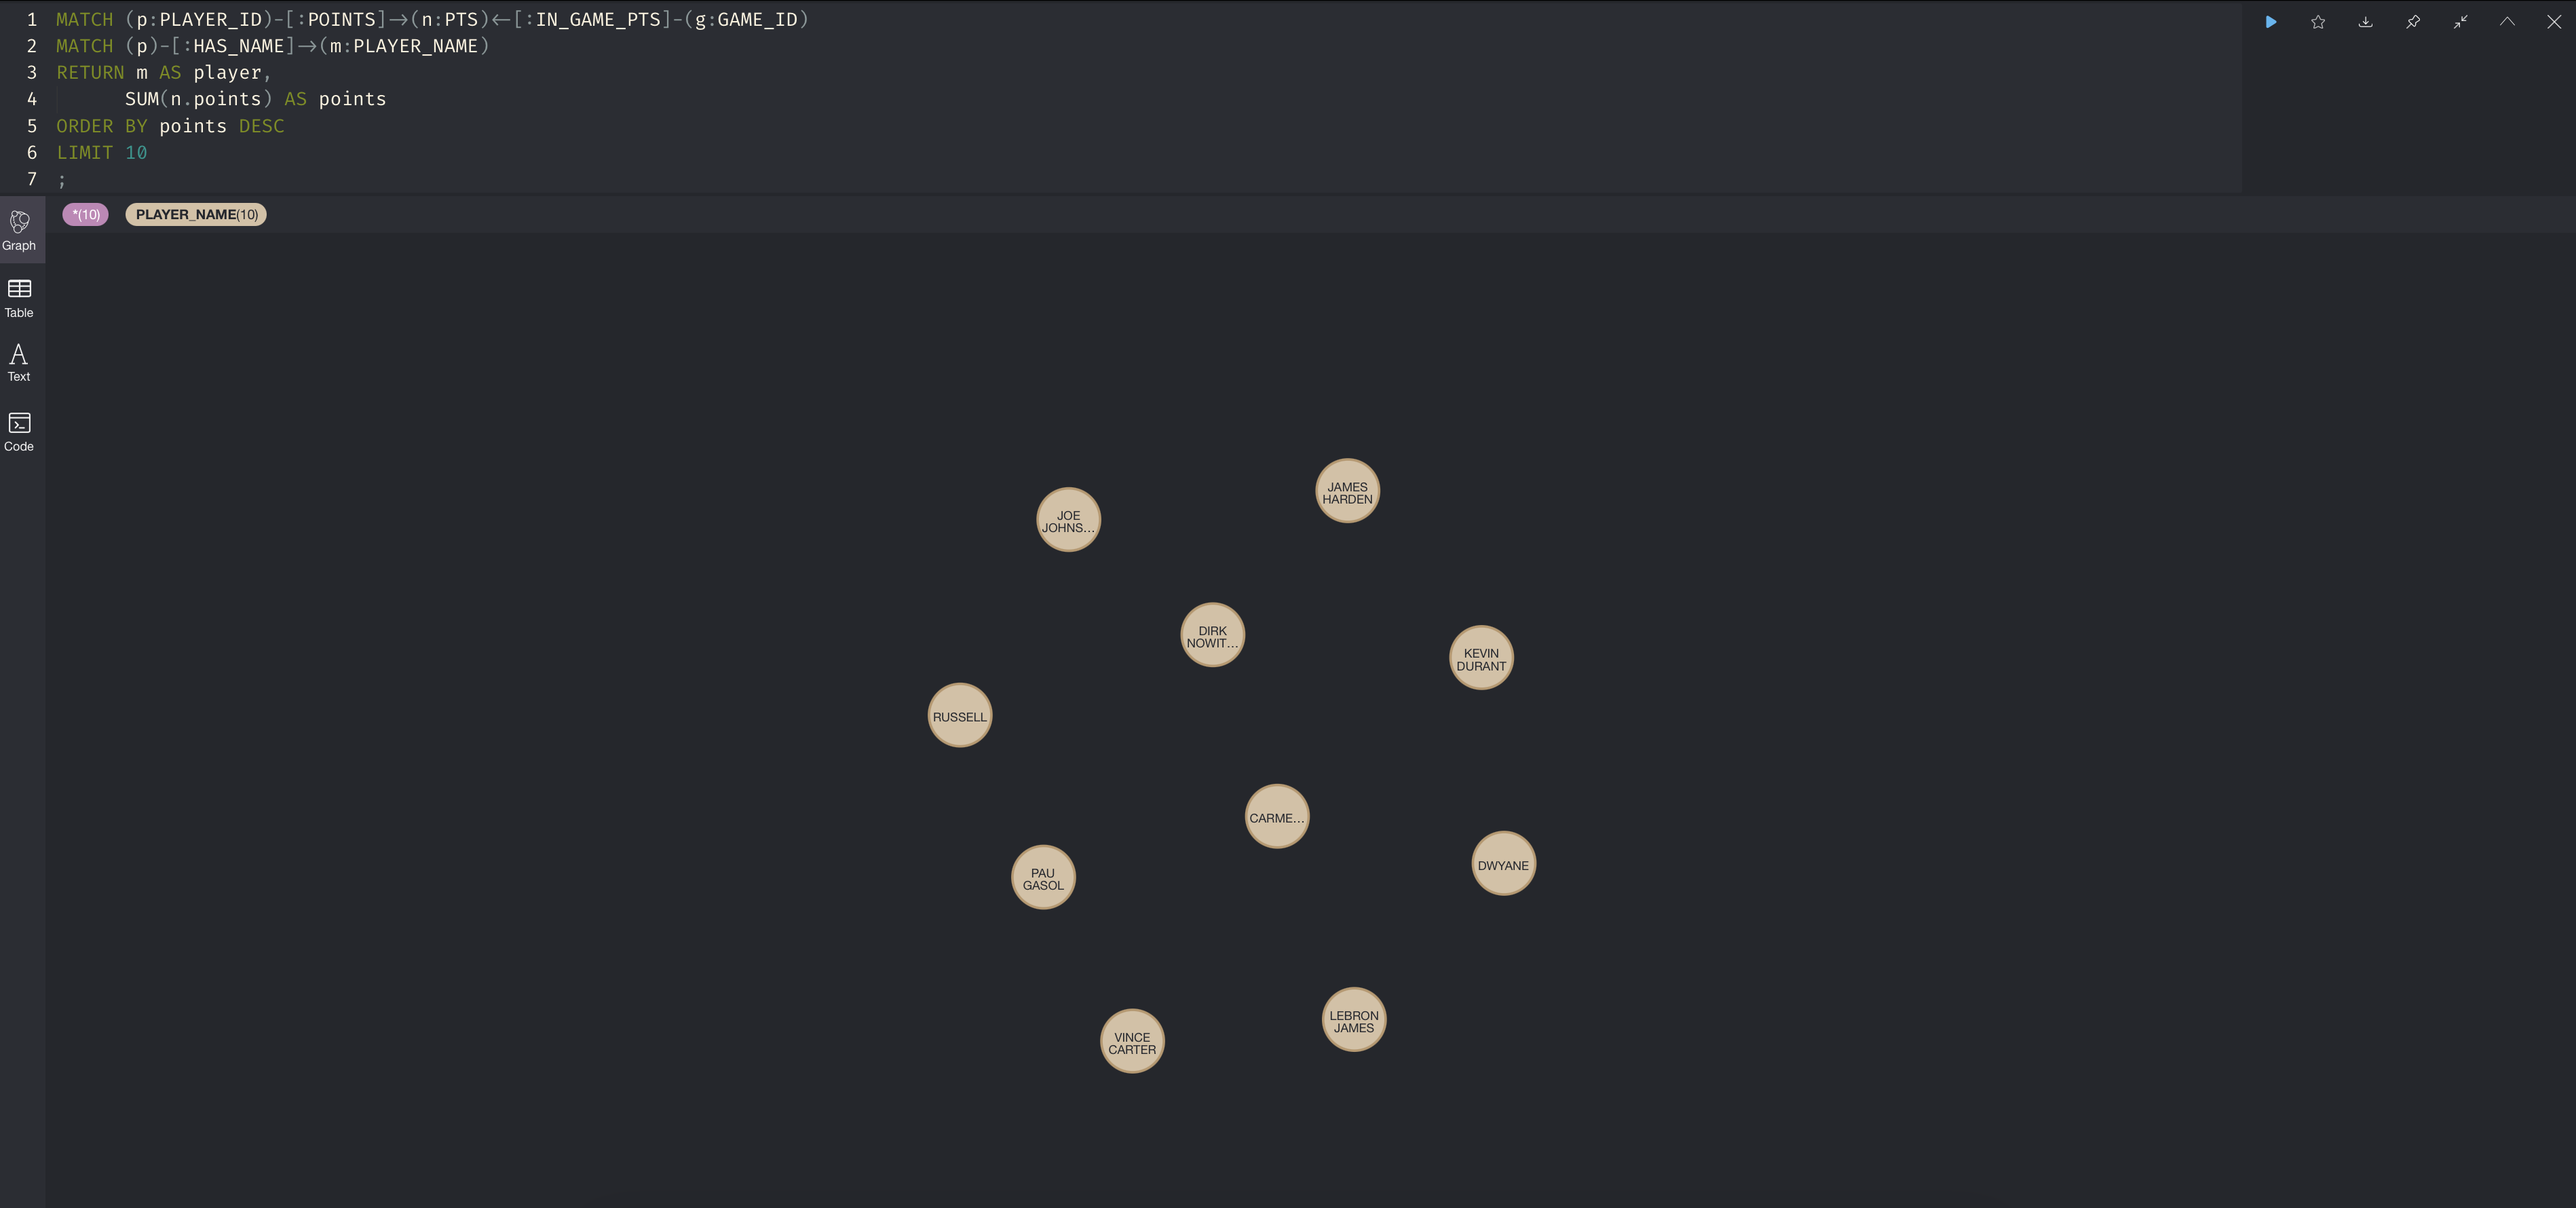 1 MATCH (p:PLAYER_ID)-[:POINTS]->(n:PTS)<-[:IN_GAME_PTS]-(g:GAME_ID)
2 MATCH (p)-[:HAS_NAME]->(m:PLAYER_NAME)
3 RETURN m AS player,
4 SUM(n.points) AS points
5 ORDER BY points DESC
6 LIMIT 10
7 ;
*(10) PLAYER_NAME(10)
Graph
Table
Text
Code
JAMES
HARDEN
JOE
JOHNS...
DIRK
NOWIT...
KEVIN
DURANT
RUSSELL
CARME...
DWYANE
PAU
GASOL
LEBRON
JAMES
VINCE
CARTER